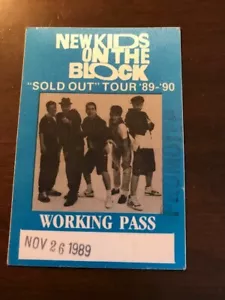 NEW KIDS
ON THE
BLOCK
"SOLD OUT" TOUR '89-'90
WORKING PASS
NOV 26 1989